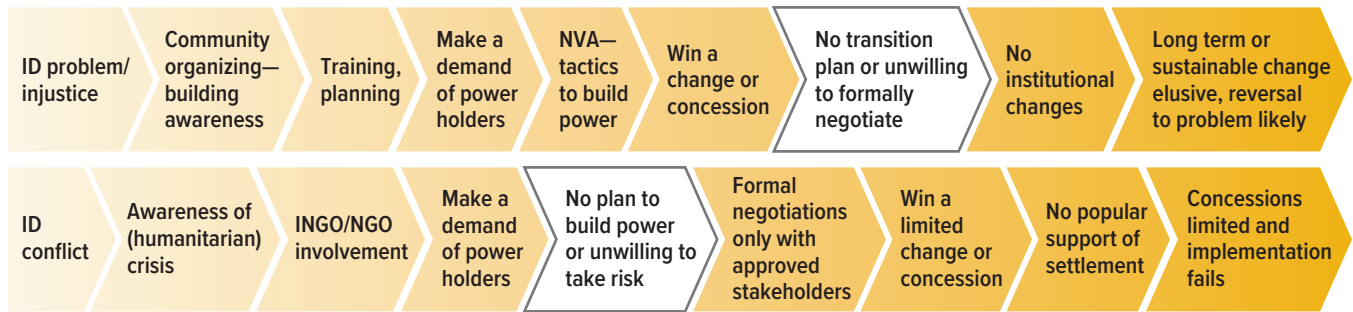 ID problem/
injustice
Community
organizing—
building
awareness
Training,
planning
Make a
demand
of power
holders
NVA—
tactics
to build
power
Win a
change or
concession
No transition
plan or unwilling
to formally
negotiate
No
institutional
changes
Long term or
sustainable change
elusive, reversal
to problem likely
ID
conflict
Awareness of
(humanitarian)
crisis
INGO/NGO
involvement
Make a
demand
of power
holders
No plan to
build power
or unwilling to
take risk
Formal
negotiations
only with
approved
stakeholders
Win a
limited
change or
concession
No popular
support of
settlement
Concessions
limited and
implementation
fails